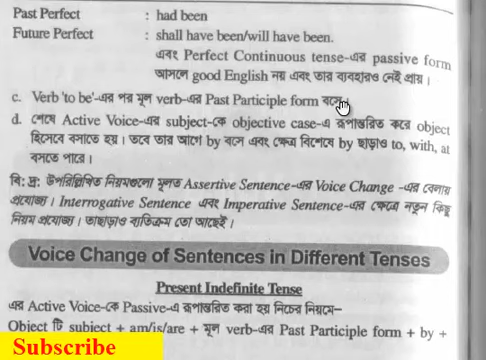 Past Perfect : had been
Future Perfect : shall have been/will have been.
এবং Perfect Continuous tense-এর passive form
আসলে good English নয় এবং তার ব্যবহারও নেই প্রায়।
c. Verb 'to be'-এর পর মূল verb-এর Past Participle form বসে।
d. শেষে Active Voice-এর subject-কে objective case-এ রূপান্তরিত করে object
হিসেবে বসাতে হয়। তবে তার আগে by বসে এবং ক্ষেত্র বিশেষে by ছাড়াও to, with, at
বসতে পারে।
বি: দ্র: উপরিল্লিখিত নিয়মগুলো মূলত Assertive Sentence-এর Voice Change -এর বেলায়
প্রযোজ্য। Interrogative Sentence এবং Imperative Sentence-এর ক্ষেত্রে নতুন কিছু
নিয়ম প্রযোজ্য। তাছাড়াও ব্যতিক্রম তো আছেই।
Voice Change of Sentences in Different Tenses
Present Indefinite Tense
এর Active Voice-কে Passive-এ রূপান্তরিত করা হয় নিচের নিয়মে–
Object টি subject + am/is/are + মূল verb-এর Past Participle form + by +
Subscribe